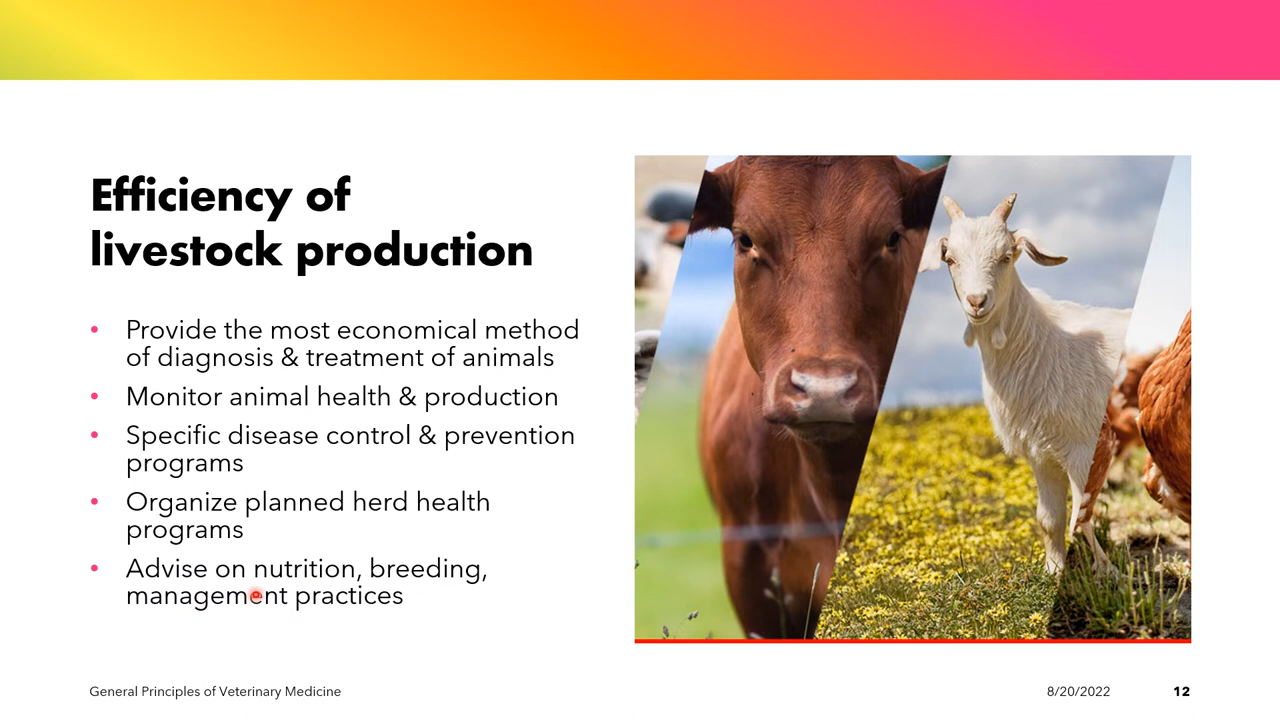 Efficiency of
livestock production
• Provide the most economical method
of diagnosis & treatment of animals
• Monitor animal health & production
• Specific disease control & prevention
programs
• Organize planned herd health
programs
• Advise on nutrition, breeding,
management practices
General Principles of Veterinary Medicine
8/20/2022
12